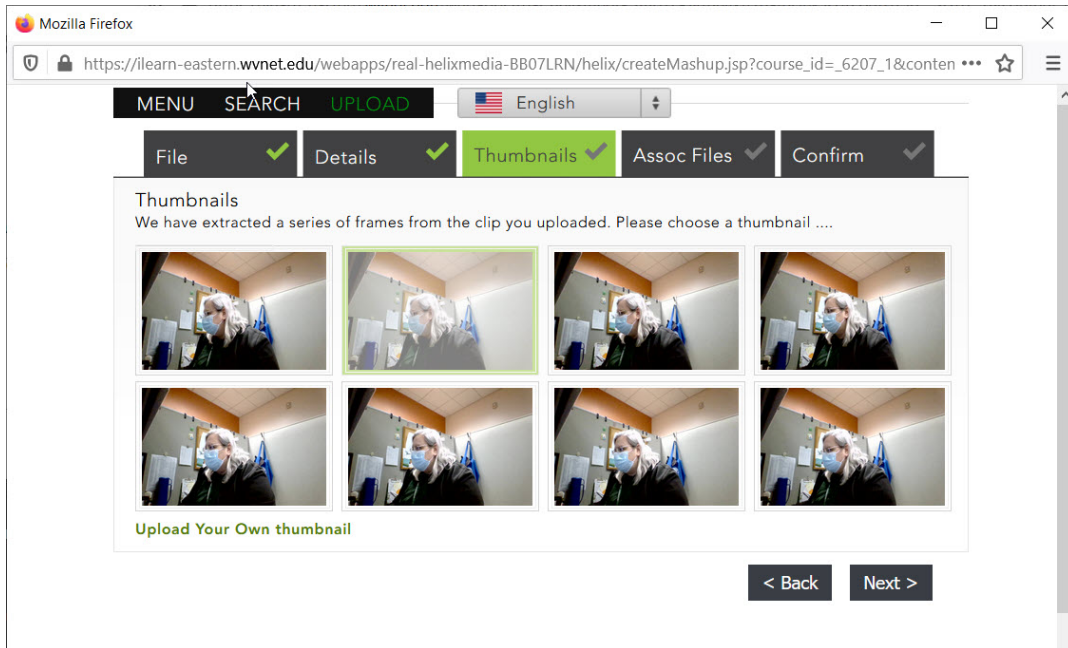 Mozilla Firefox
https://ilearn-eastern.wvnet.edu/webapps/real-helixmedia-BB07LRN/helix/createMashup.jsp?course_id=_6207_1&conten
MENU SEARCH UPLOAD English
File Details Thumbnails Assoc Files Confirm
Thumbnails
We have extracted a series of frames from the clip you uploaded. Please choose a thumbnail ....
Upload Your Own thumbnail
< Back Next >